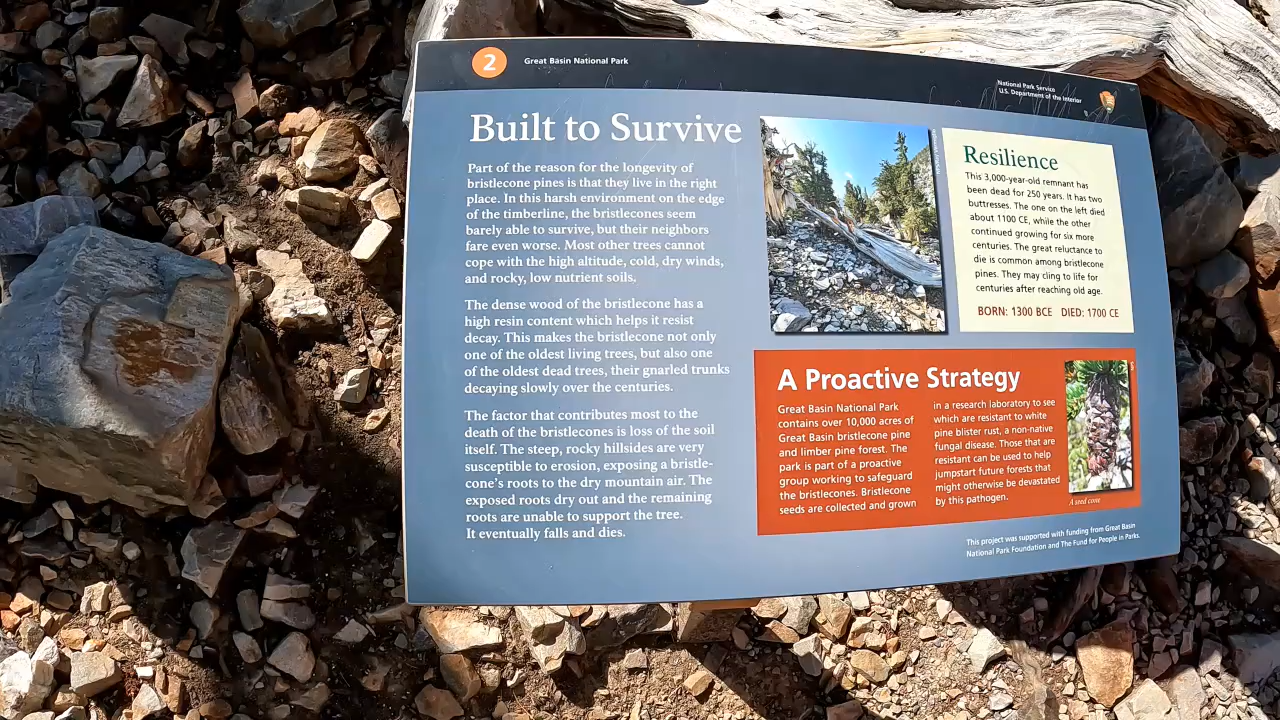 2
Great Basin National Park
National Park Service
U.S. Department of the Interior
Built to Survive
Part of the reason for the longevity of
bristlecone pines is that they live in the right
place. In this harsh environment on the edge
of the timberline, the bristlecones seem
barely able to survive, but their neighbors
fare even worse. Most other trees cannot
cope with the high altitude, cold, dry winds,
and rocky, low nutrient soils.
The dense wood of the bristlecone has a
high resin content which helps it resist
decay. This makes the bristlecone not only
one of the oldest living trees, but also one
of the oldest dead trees, their gnarled trunks
decaying slowly over the centuries.
The factor that contributes most to the
death of the bristlecones is loss of the soil
itself. The steep, rocky hillsides are very
susceptible to erosion, exposing a bristle-
cone's roots to the dry mountain air. The
exposed roots dry out and the remaining
roots are unable to support the tree.
It eventually falls and dies.
Resilience
This 3,000-year-old remnant has
been dead for 250 years. It has two
buttresses. The one on the left died
about 1100 CE, while the other
continued growing for six more
centuries. The great reluctance to
die is common among bristlecone
pines. They may cling to life for
centuries after reaching old age.
BORN: 1300 BCE DIED: 1700 CE
A Proactive Strategy
Great Basin National Park
contains over 10,000 acres of
Great Basin bristlecone pine
and limber pine forest. The
park is part of a proactive
group working to safeguard
the bristlecones. Bristlecone
seeds are collected and grown
in a research laboratory to see
which are resistant to white
pine blister rust, a non-native
fungal disease. Those that are
resistant can be used to help
jumpstart future forests that
might otherwise be devastated
by this pathogen.
A seed cone
This project was supported with funding from Great Basin
National Park Foundation and The Fund for People in Parks.